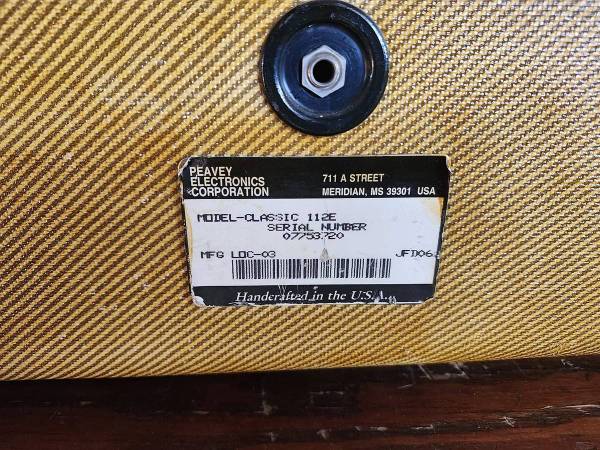 PEAVEY
ELECTRONICS
CORPORATION
711 A STREET
MERIDIAN, MS 39301 USA
MODEL-CLASSIC 112E
SERIAL NUMBER
07753720
MFG LOC-03
JFD06
Handcrafted in the U.S.A.